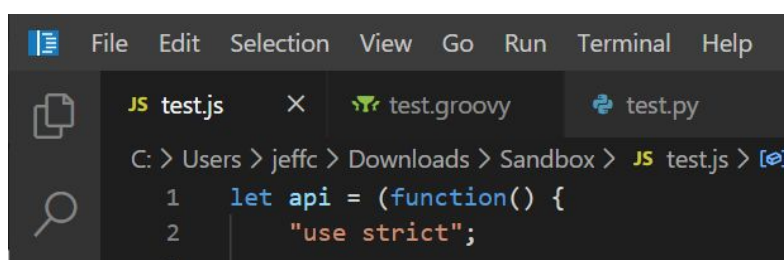 File Edit Selection View Go Run Terminal Help
JS test.js × test.groovy test.py
C: > Users > jeffc > Downloads > Sandbox > JS test.js >
1 let api = (function() {
2 "use strict";